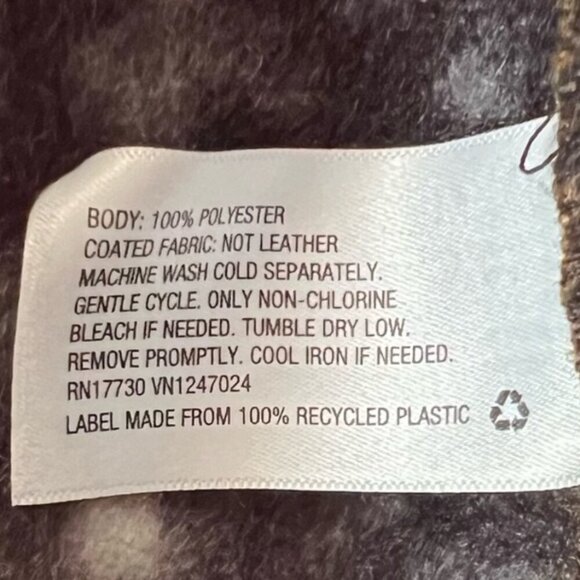 BODY: 100% POLYESTER
COATED FABRIC: NOT LEATHER
MACHINE WASH COLD SEPARATELY.
GENTLE CYCLE. ONLY NON-CHLORINE
BLEACH IF NEEDED. TUMBLE DRY LOW.
REMOVE PROMPTLY. COOL IRON IF NEEDED.
RN17730 VN1247024
LABEL MADE FROM 100% RECYCLED PLASTIC